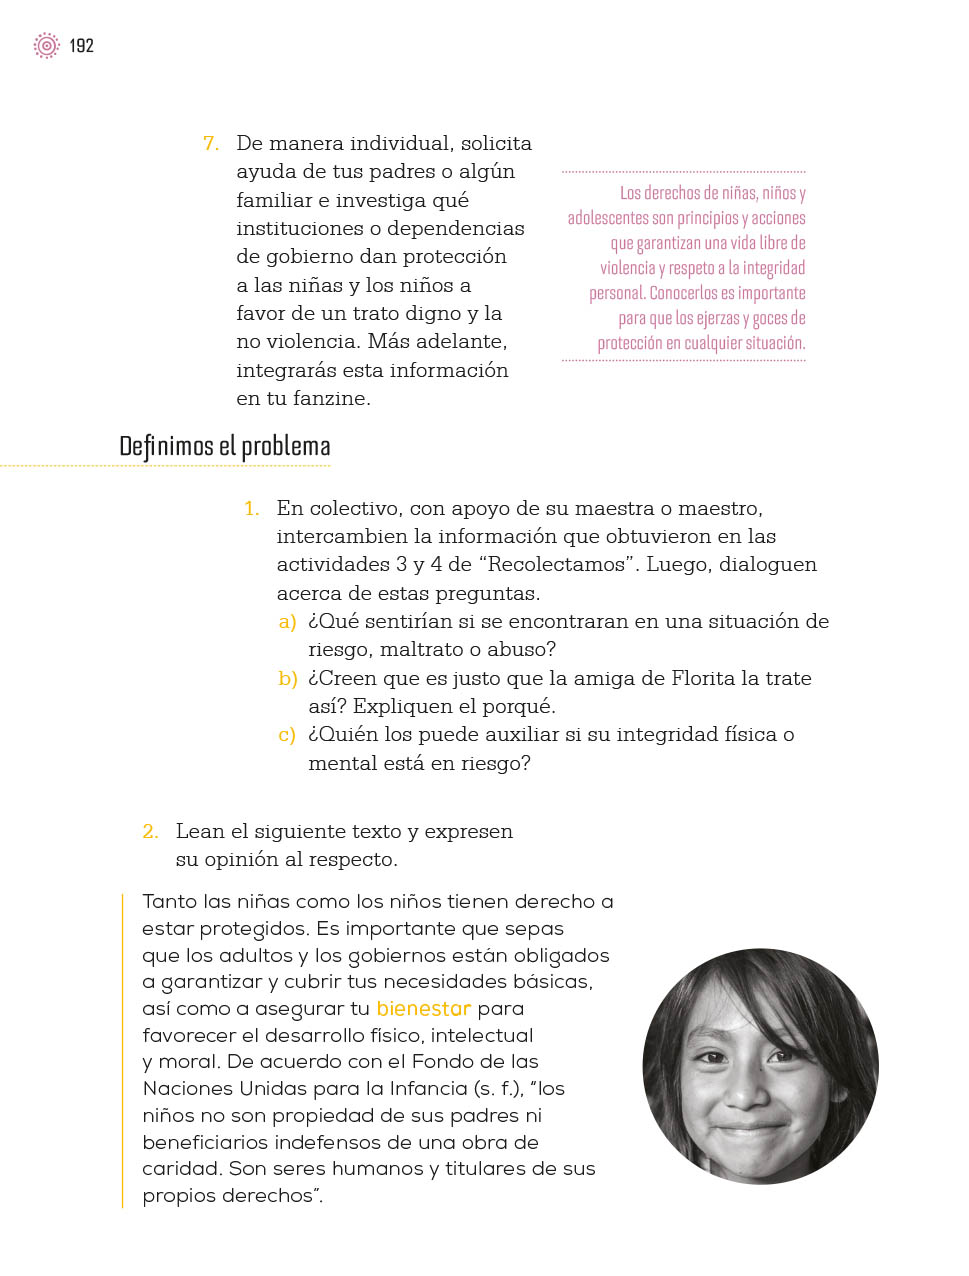 192
7. De manera individual, solicita
ayuda de tus padres o algún
familiar e investiga qué
instituciones o dependencias
de gobierno dan protección
a las niñas y los niños a
favor de un trato digno y la
no violencia. Más adelante,
integrarás esta información
en tu fanzine.
Los derechos de niñas, niños y
adolescentes son principios y acciones
que garantizan una vida libre de
violencia y respeto a la integridad
personal. Conocerlos es importante
para que los ejerzas y goces de
protección en cualquier situación.
Definimos el problema
1. En colectivo, con apoyo de su maestra o maestro,
intercambien la información que obtuvieron en las
actividades 3 y 4 de “Recolectamos”. Luego, dialoguen
acerca de estas preguntas.
a) ¿Qué sentirían si se encontraran en una situación de
riesgo, maltrato o abuso?
b) ¿Creen que es justo que la amiga de Florita la trate
así? Expliquen el porqué.
c) ¿Quién los puede auxiliar si su integridad física o
mental está en riesgo?
2. Lean el siguiente texto y expresen
su opinión al respecto.
Tanto las niñas como los niños tienen derecho a
estar protegidos. Es importante que sepas
que los adultos y los gobiernos están obligados
a garantizar y cubrir tus necesidades básicas,
así como a asegurar tu bienestar para
favorecer el desarrollo físico, intelectual
y moral. De acuerdo con el Fondo de las
Naciones Unidas para la Infancia (s. f.), “los
niños no son propiedad de sus padres ni
beneficiarios indefensos de una obra de
caridad. Son seres humanos y titulares de sus
propios derechos”.